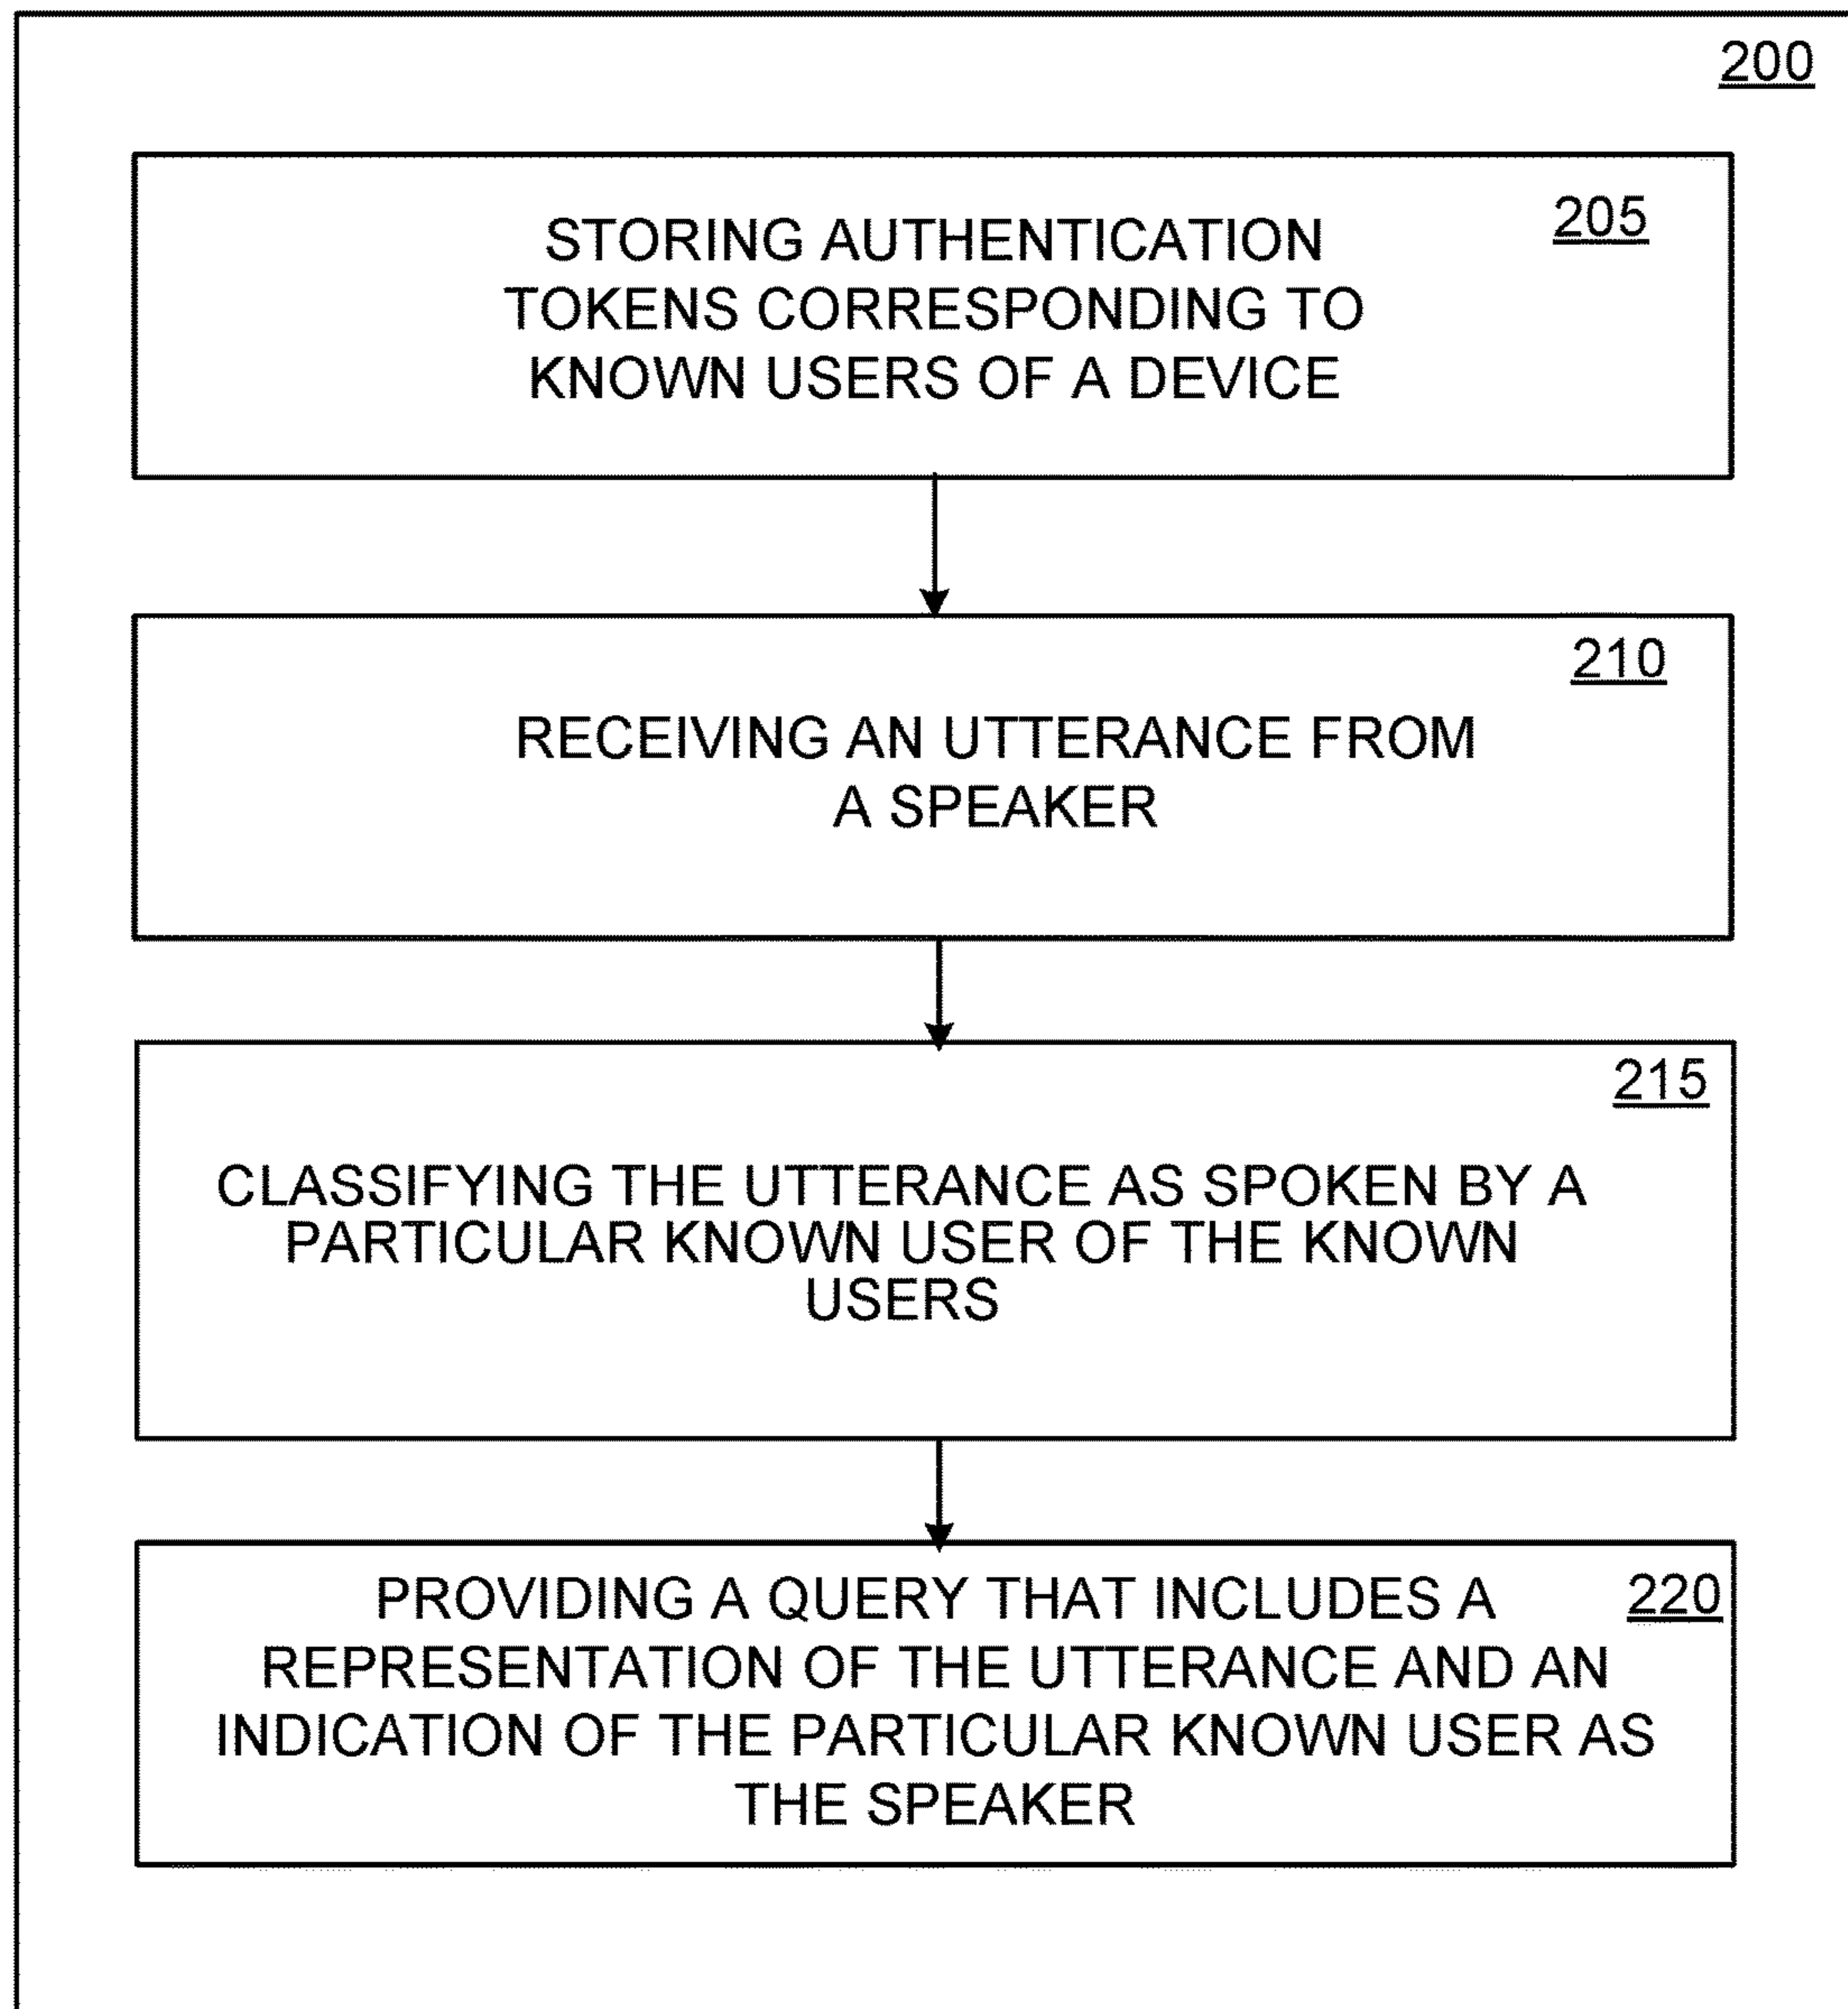 200
205
STORING AUTHENTICATION
TOKENS CORRESPONDING TO
KNOWN USERS OF A DEVICE
210
RECEIVING AN UTTERANCE FROM
A SPEAKER
215
CLASSIFYING THE UTTERANCE AS SPOKEN BY A
PARTICULAR KNOWN USER OF THE KNOWN
USERS
220
PROVIDING A QUERY THAT INCLUDES A
REPRESENTATION OF THE UTTERANCE AND AN
INDICATION OF THE PARTICULAR KNOWN USER AS
THE SPEAKER